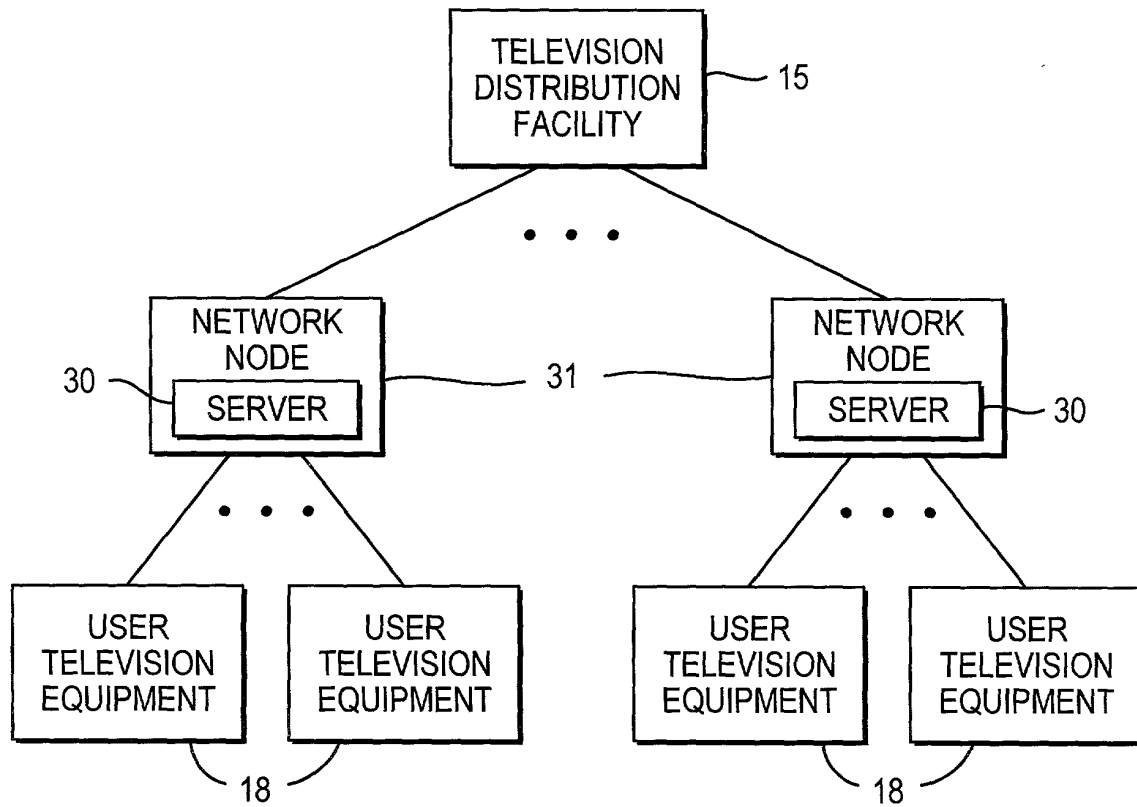 TELEVISION
DISTRIBUTION
FACILITY
15
NETWORK
NODE
30
SERVER
31
NETWORK
NODE
SERVER
30
USER
TELEVISION
EQUIPMENT
USER
TELEVISION
EQUIPMENT
18
USER
TELEVISION
EQUIPMENT
USER
TELEVISION
EQUIPMENT
18